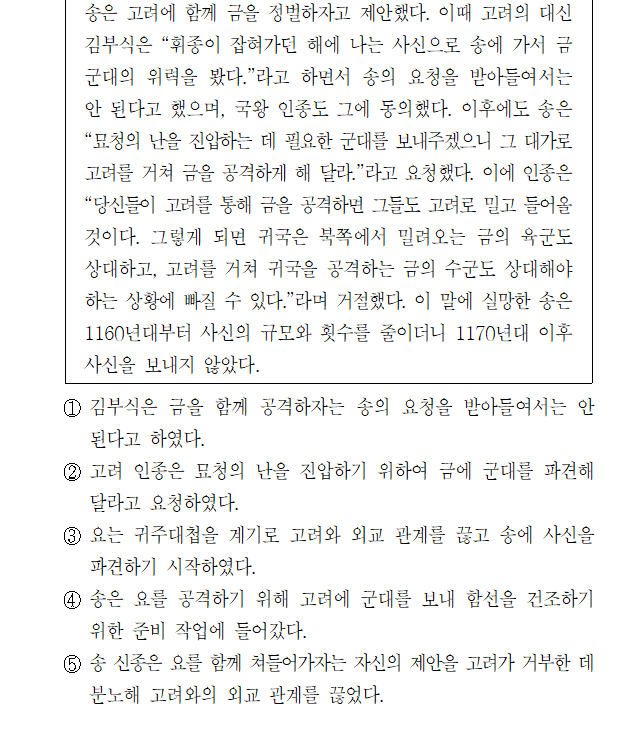 송은 고려에 함께 금을 정벌하자고 제안했다. 이때 고려의 대신
김부식은 “휘종이 잡혀가던 해에 나는 사신으로 송에 가서 금
군대의 위력을 봤다.”라고 하면서 송의 요청을 받아들여서는
안 된다고 했으며, 국왕 인종도 그에 동의했다. 이후에도 송은
“묘청의 난을 진압하는 데 필요한 군대를 보내주겠으니 그 대가로
고려를 거쳐 금을 공격하게 해 달라.”라고 요청했다. 이에 인종은
“당신들이 고려를 통해 금을 공격하면 그들도 고려로 밀고 들어올
것이다. 그렇게 되면 귀국은 북쪽에서 밀려오는 금의 육군도
상대하고, 고려를 거쳐 귀국을 공격하는 금의 수군도 상대해야
하는 상황에 빠질 수 있다.”라며 거절했다. 이 말에 실망한 송은
1160년대부터 사신의 규모와 횟수를 줄이더니 1170년대 이후
사신을 보내지 않았다.
① 김부식은 금을 함께 공격하자는 송의 요청을 받아들여서는 안
된다고 하였다.
② 고려 인종은 묘청의 난을 진압하기 위하여 금에 군대를 파견해
달라고 요청하였다.
③ 요는 귀주대첩을 계기로 고려와 외교 관계를 끊고 송에 사신을
파견하기 시작하였다.
④ 송은 요를 공격하기 위해 고려에 군대를 보내 함선을 건조하기
위한 준비 작업에 들어갔다.
⑤ 송 신종은 요를 함께 쳐들어가자는 자신의 제안을 고려가 거부한 데
분노해 고려와의 외교 관계를 끊었다.